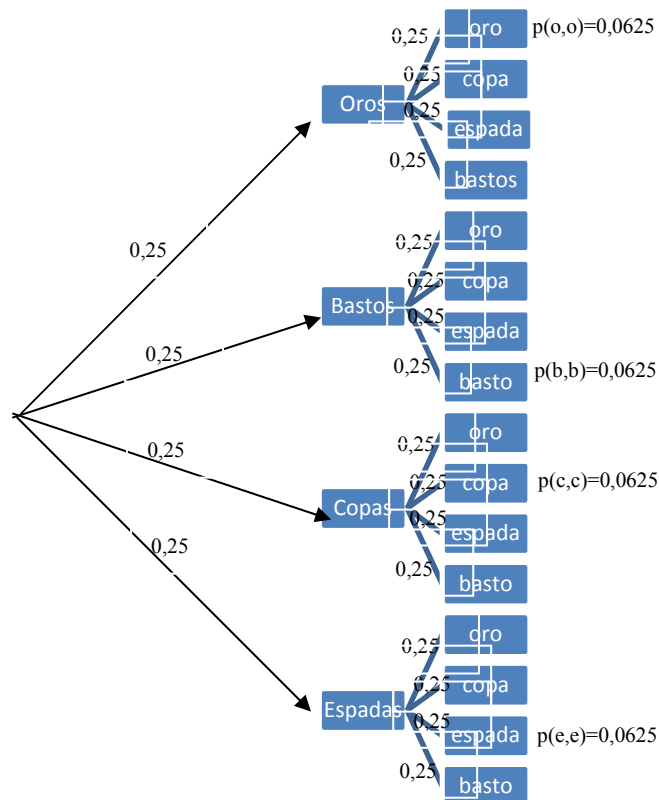 oro p(o,o)=0,0625
0,25
copa
0,25
Oros
0,25
espada
0,25
bastos
0,25
oro
0,25
copa
0,25
Bastos
0,25
espada
0,25
0,25
basto p(b,b)=0,0625
oro
0,25
0,25
copa p(c,c)=0,0625
0,25
Copas
0,25
espada
0,25
0,25
basto
oro
0,25
copa
0,25
Espadas
0,25
espada p(e,e)=0,0625
0,25
basto